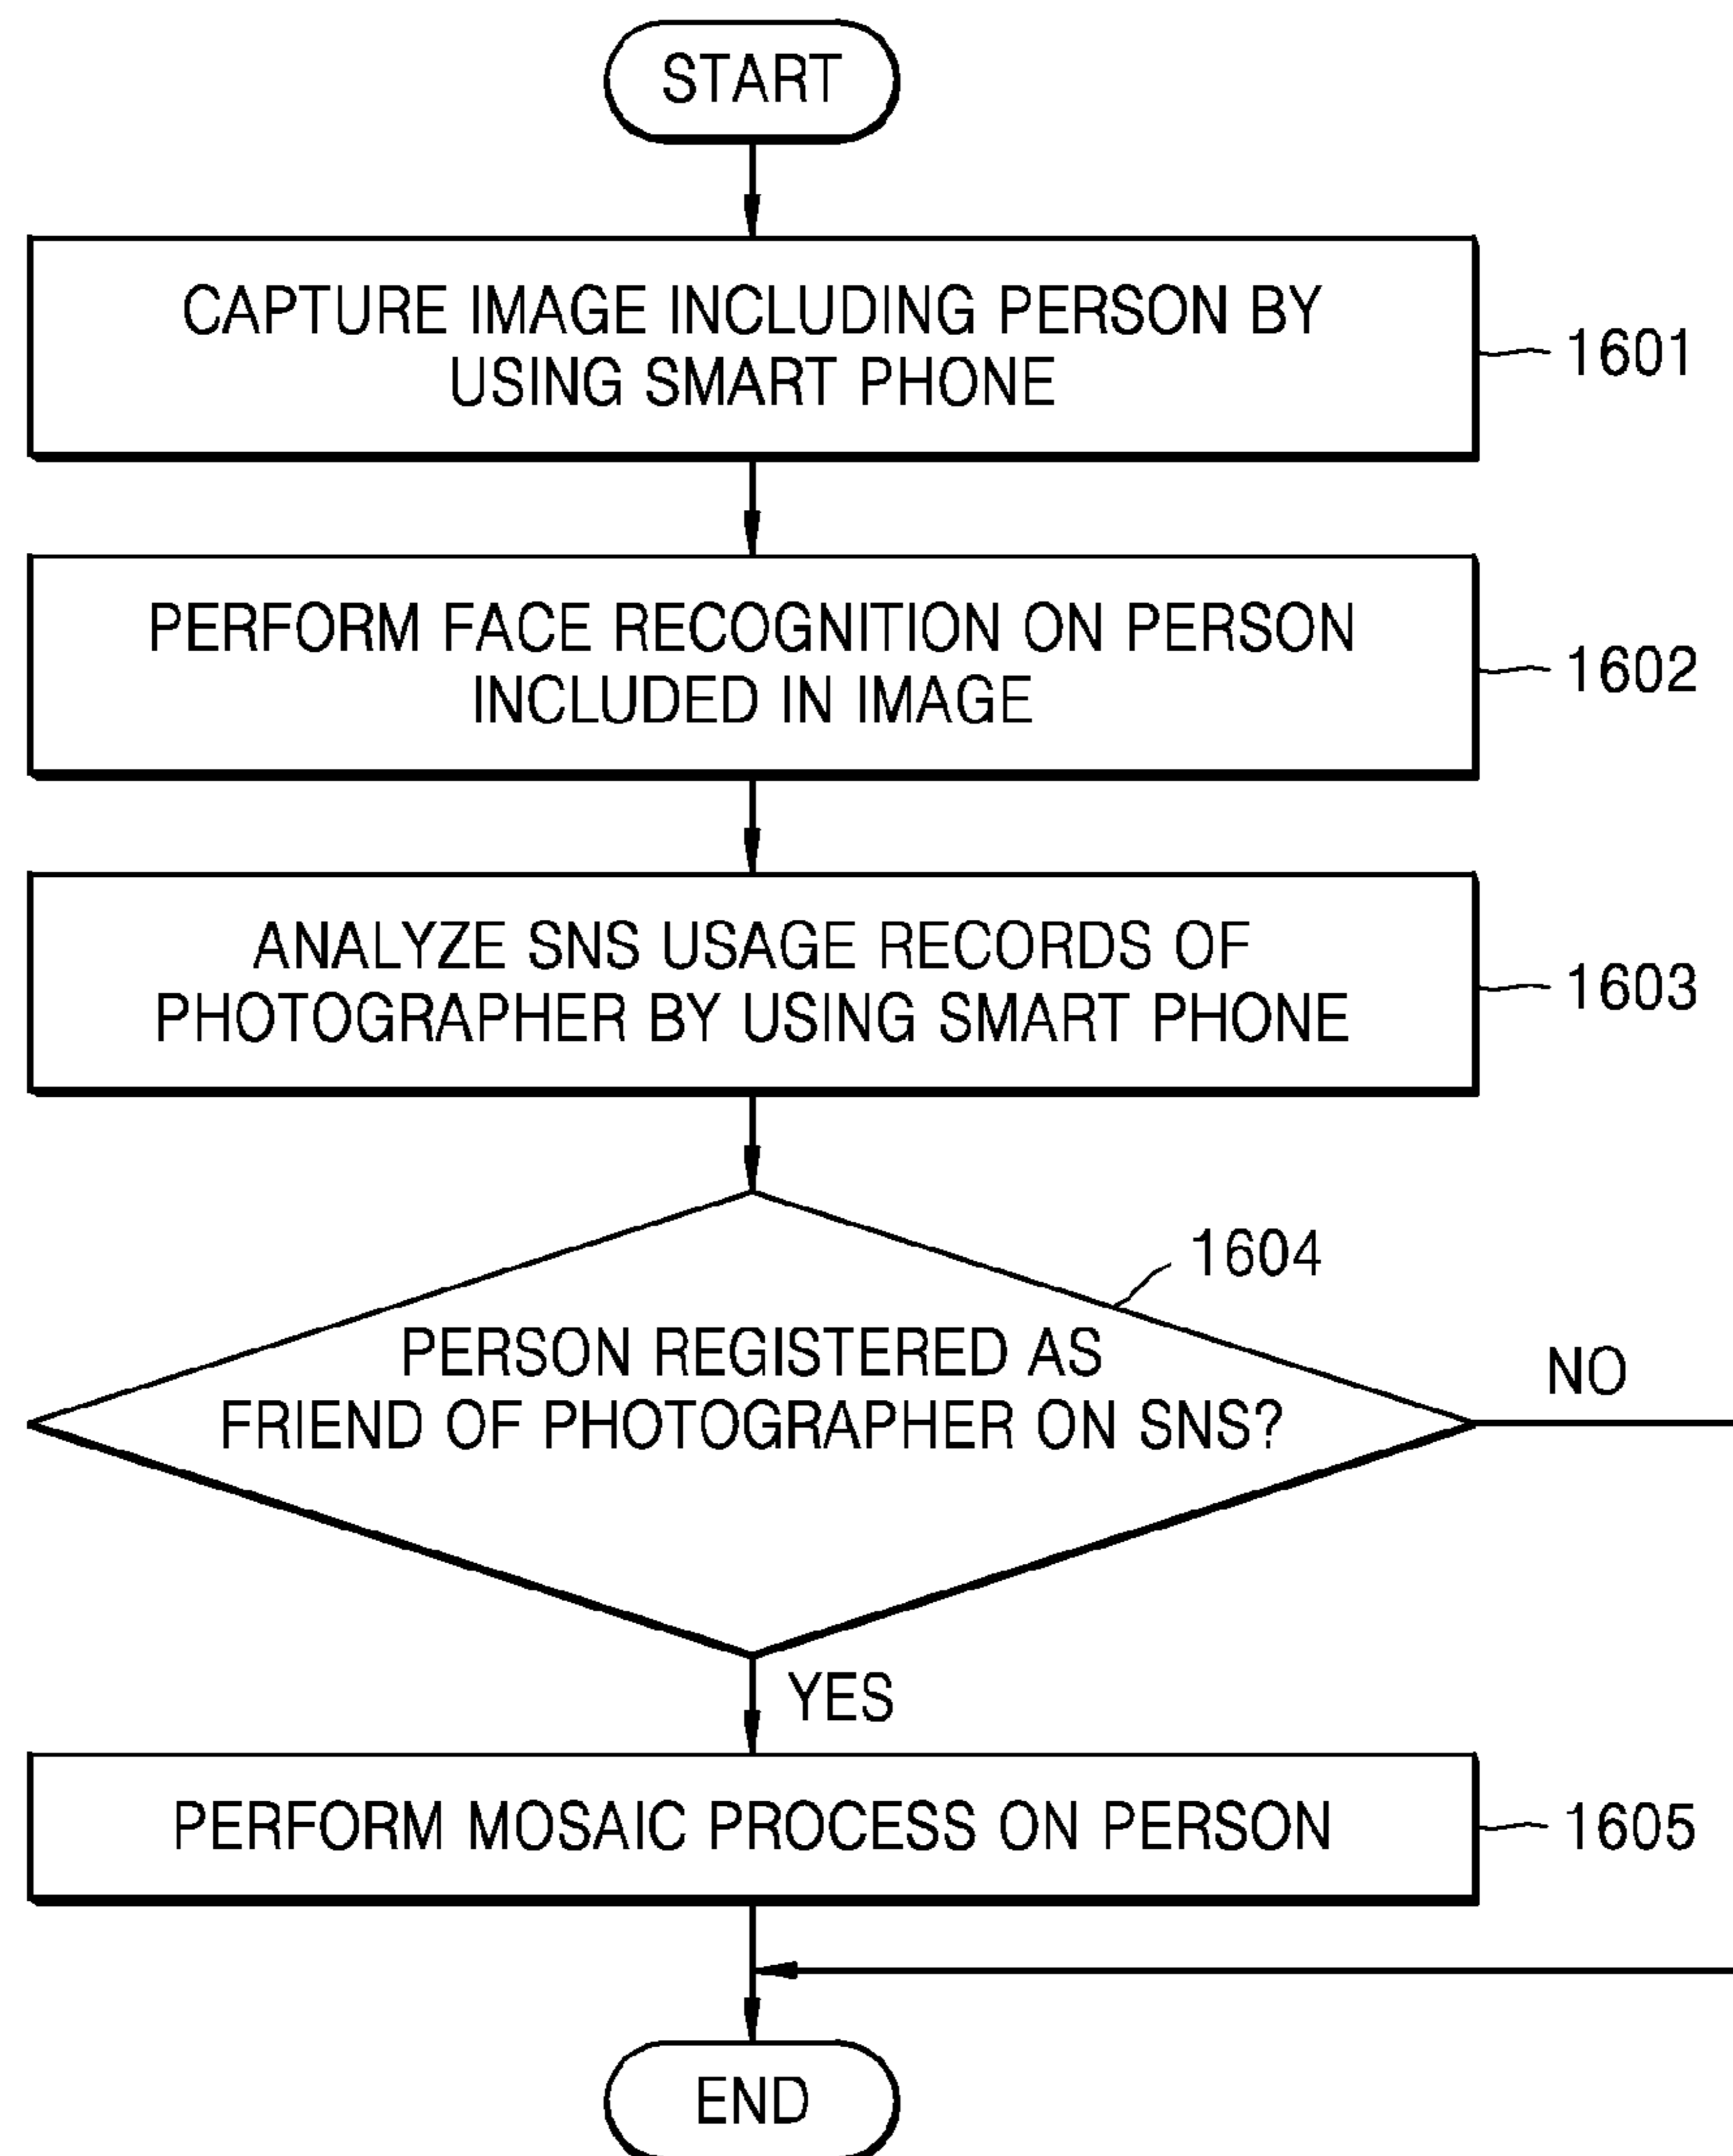 START
CAPTURE IMAGE INCLUDING PERSON BY
USING SMART PHONE
1601
PERFORM FACE RECOGNITION ON PERSON
INCLUDED IN IMAGE
1602
ANALYZE SNS USAGE RECORDS OF
PHOTOGRAPHER BY USING SMART PHONE
1603
1604
PERSON REGISTERED AS
FRIEND OF PHOTOGRAPHER ON SNS?
NO
YES
PERFORM MOSAIC PROCESS ON PERSON
1605
END